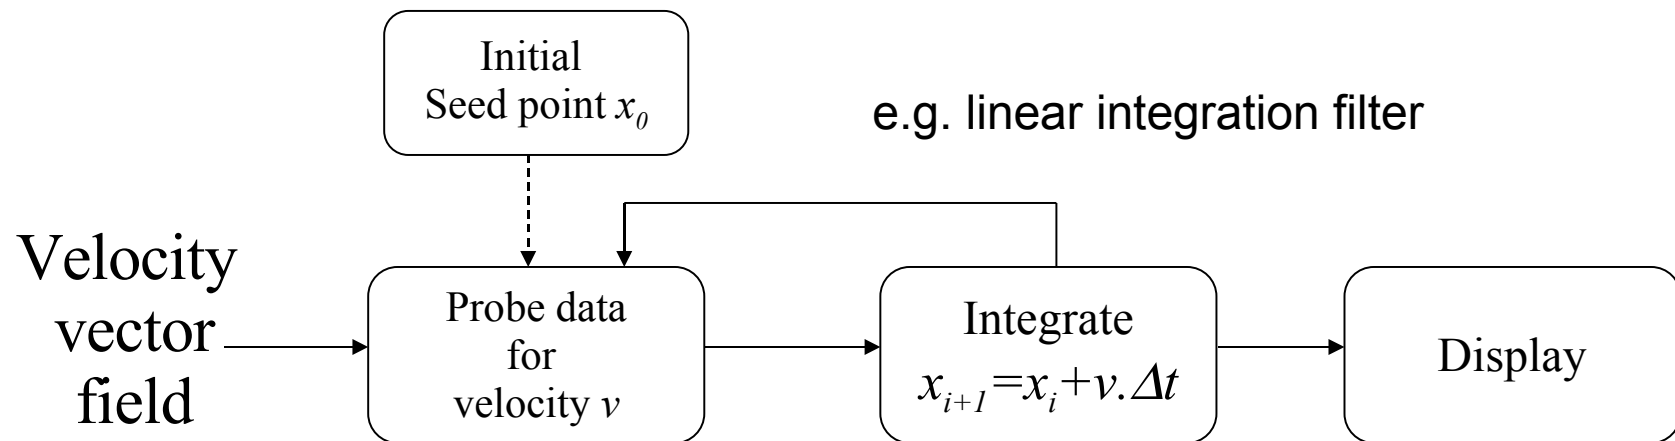 Initial
Seed point x₀
e.g. linear integration filter
Velocity
vector
field
Probe data
for
velocity v
Integrate
xᵢ₊₁=xᵢ+v.Δt
Display